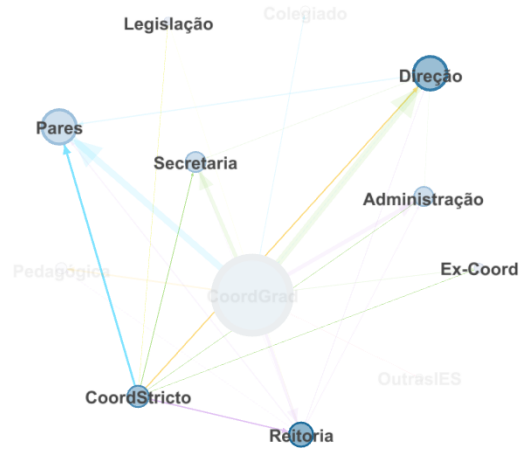 Legislação
Colegiado
Direção
Pares
Secretaria
Administração
Pedagógica
Ex-Coord
CoordGrad
OutrasIES
CoordStricto
Reitoria